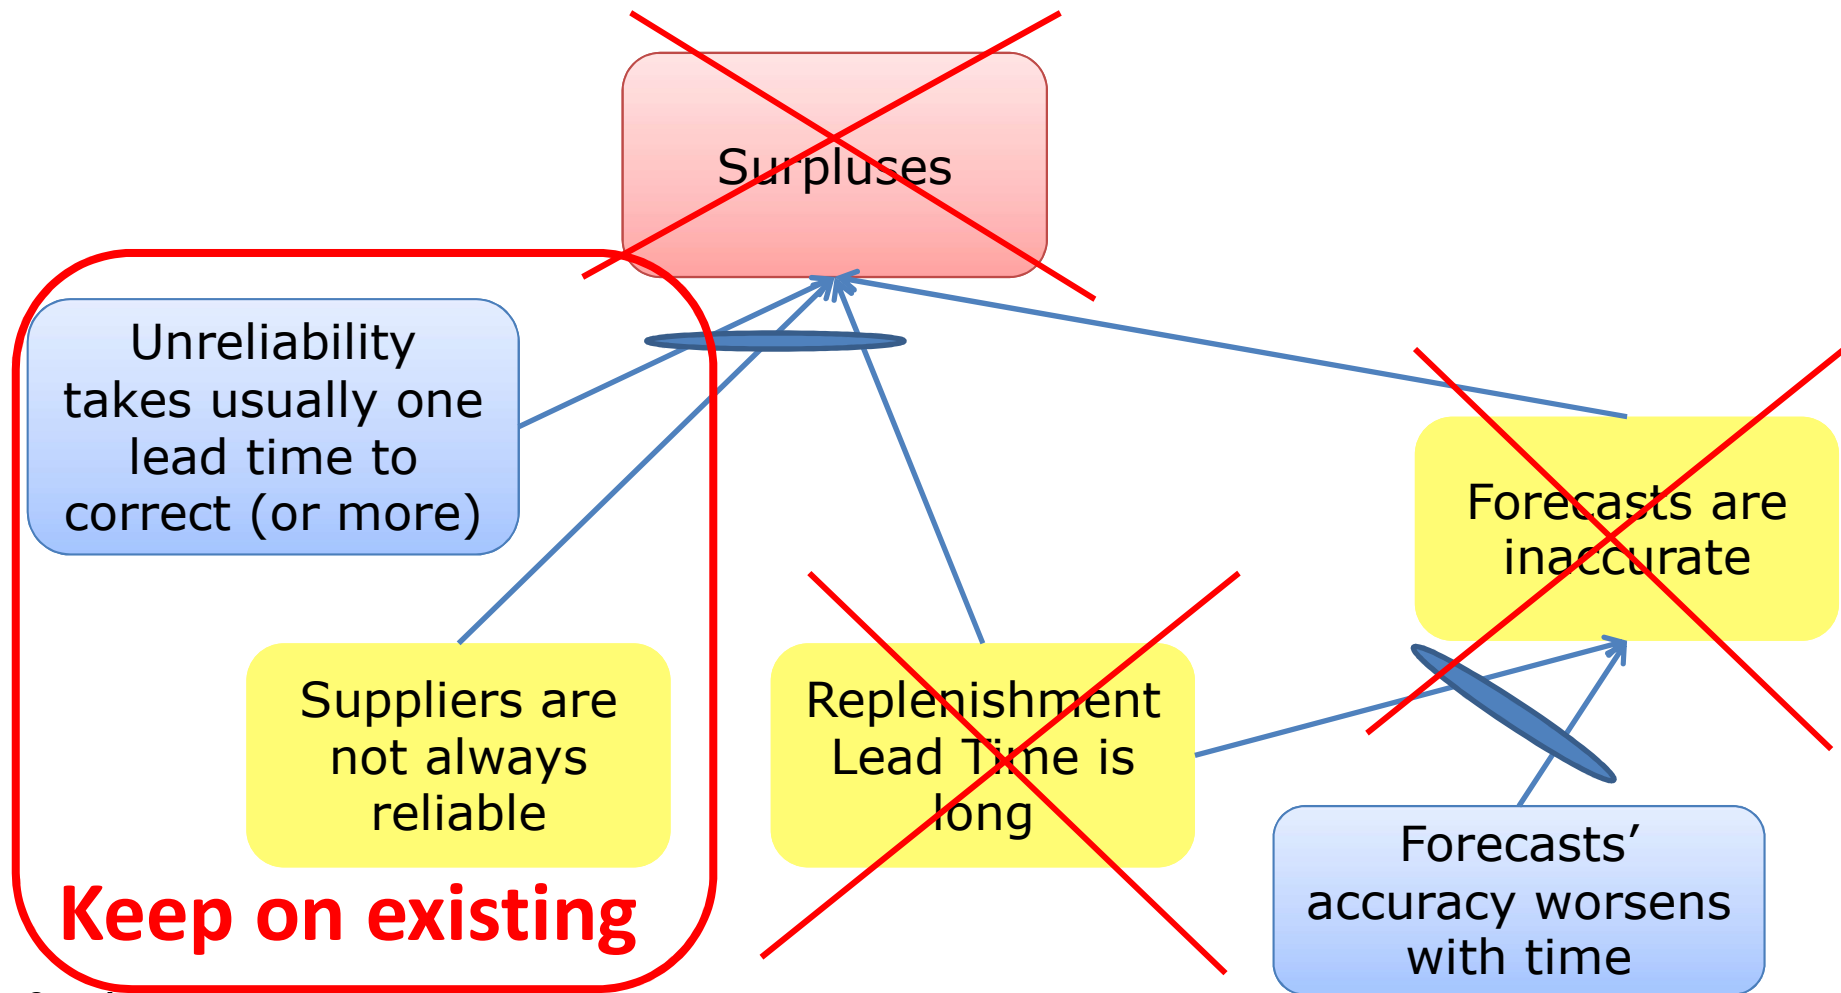 Surpluses
Unreliability
takes usually one
lead time to
correct (or more)
Forecasts are
inaccurate
Suppliers are
not always
reliable
Replenishment
Lead Time is
long
Forecasts’
accuracy worsens
with time
Keep on existing